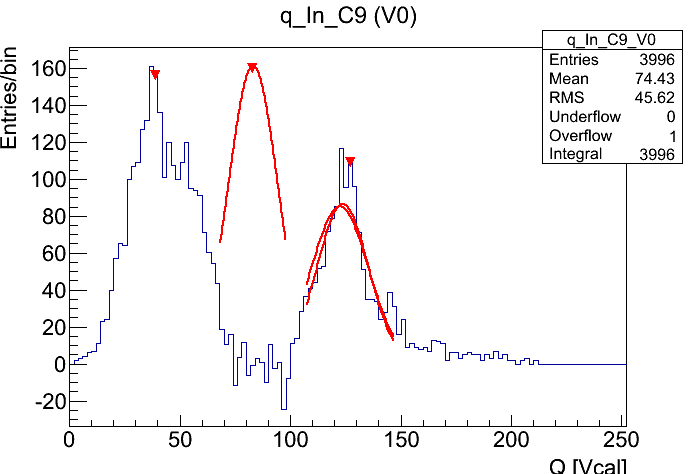 q_In_C9 (V0)
q_In_C9_V0
Entries 3996
Mean 74.43
RMS 45.62
Underflow 0
Overflow 1
Integral 3996
Entries/bin
160
140
120
100
80
60
40
20
0
-20
0 50 100 150 200 250
Q [Vcal]